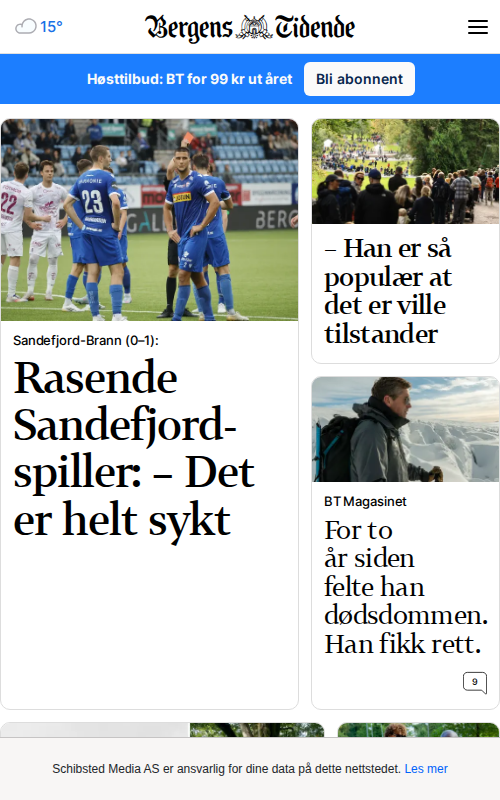 15°
Bergens Tidende
Høsttilbud: BT for 99 kr ut året
Bli abonnent
22
23
BERG
Sandefjord-Brann (0–1):
Rasende
Sandefjord-
spiller: – Det
er helt sykt
– Han er så
populær at
det er ville
tilstander
BT Magasinet
For to
år siden
felte han
dødsdommen.
Han fikk rett.
9
Schibsted Media AS er ansvarlig for dine data på dette nettstedet. Les mer